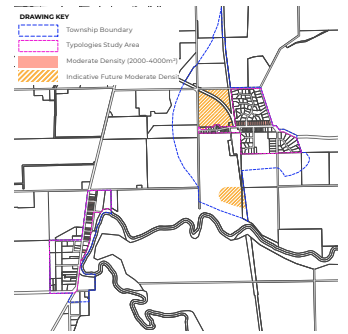 DRAWING KEY
Township Boundary
Typologies Study Area
Moderate Density (2000-4000m²)
Indicative Future Moderate Densi